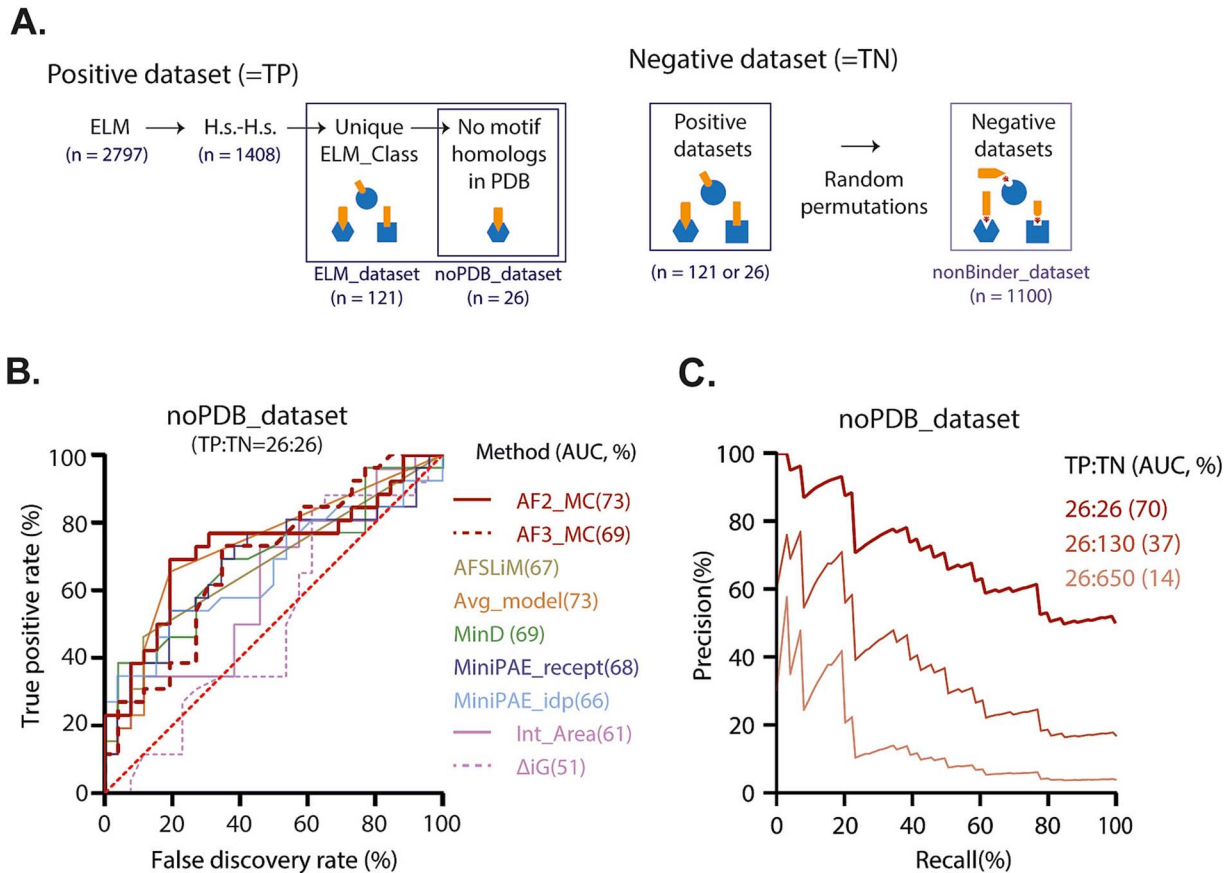 A.
Positive dataset (=TP)
ELM
(n = 2797)
H.s.-H.s.
(n = 1408)
Unique
ELM_Class
No motif
homologs
in PDB
ELM_dataset
(n = 121)
noPDB_dataset
(n = 26)
Negative dataset (=TN)
Positive
datasets
(n = 121 or 26)
Random
permutations
Negative
datasets
nonBinder_dataset
(n = 1100)
B.
noPDB_dataset
(TP:TN=26:26)
True positive rate (%)
100
80
60
40
20
0
0
20
40
60
80
100
False discovery rate (%)
Method (AUC, %)
AF2_MC(73)
AF3_MC(69)
AFSLiM(67)
Avg_model(73)
MinD (69)
MiniPAE_recept(68)
MiniPAE_idp(66)
Int_Area(61)
ΔiG(51)
C.
noPDB_dataset
Precision(%)
100
80
60
40
20
0
0
20
40
60
80
100
Recall(%)
TP:TN (AUC, %)
26:26 (70)
26:130 (37)
26:650 (14)